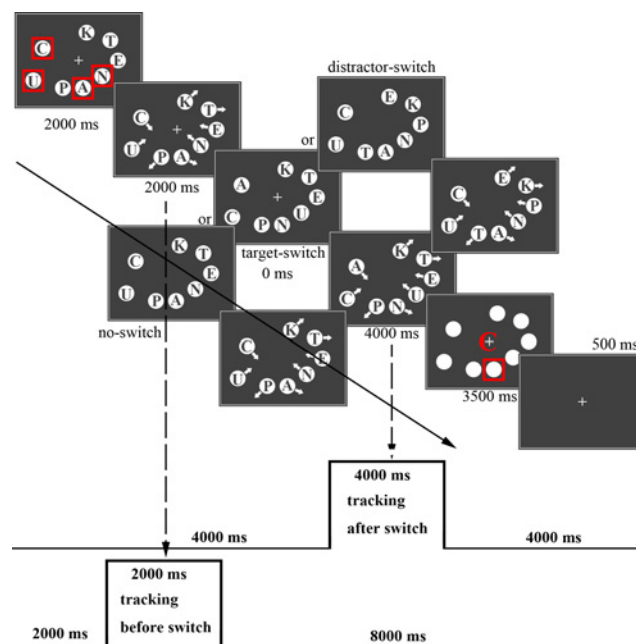 K
C T
E
U P A N
2000 ms
K
C T
E
U P A N
2000 ms
distractor-switch
or
E K
C
P
U T A N
E K
C
P
U T A N
or
K
A T
E
C P N U
target-switch
0 ms
K
C T
E
U P A N
no-switch
K
A T
E
C P N U
4000 ms
K
C T
E
U P A N
C
3500 ms
500 ms
4000 ms
tracking
after switch
4000 ms
4000 ms
2000 ms
tracking
before switch
2000 ms
8000 ms